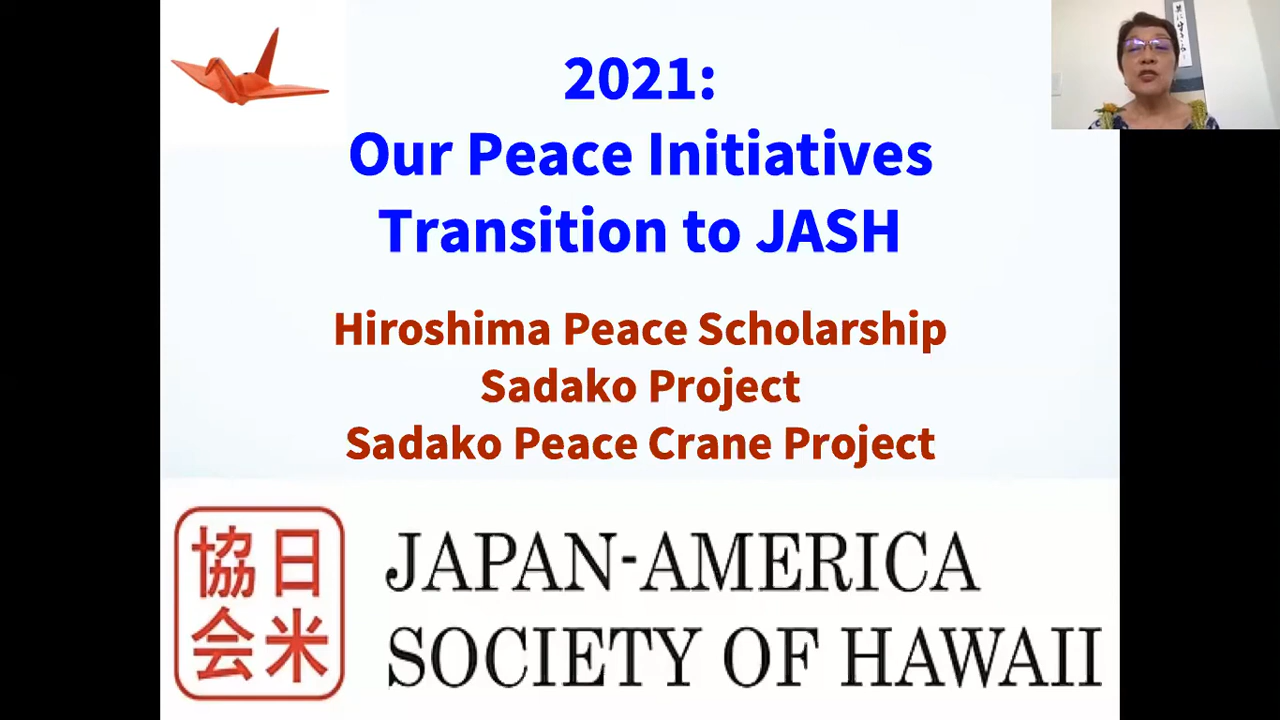 2021:
Our Peace Initiatives
Transition to JASH
Hiroshima Peace Scholarship
Sadako Project
Sadako Peace Crane Project
日米
協会
JAPAN-AMERICA
SOCIETY OF HAWAII